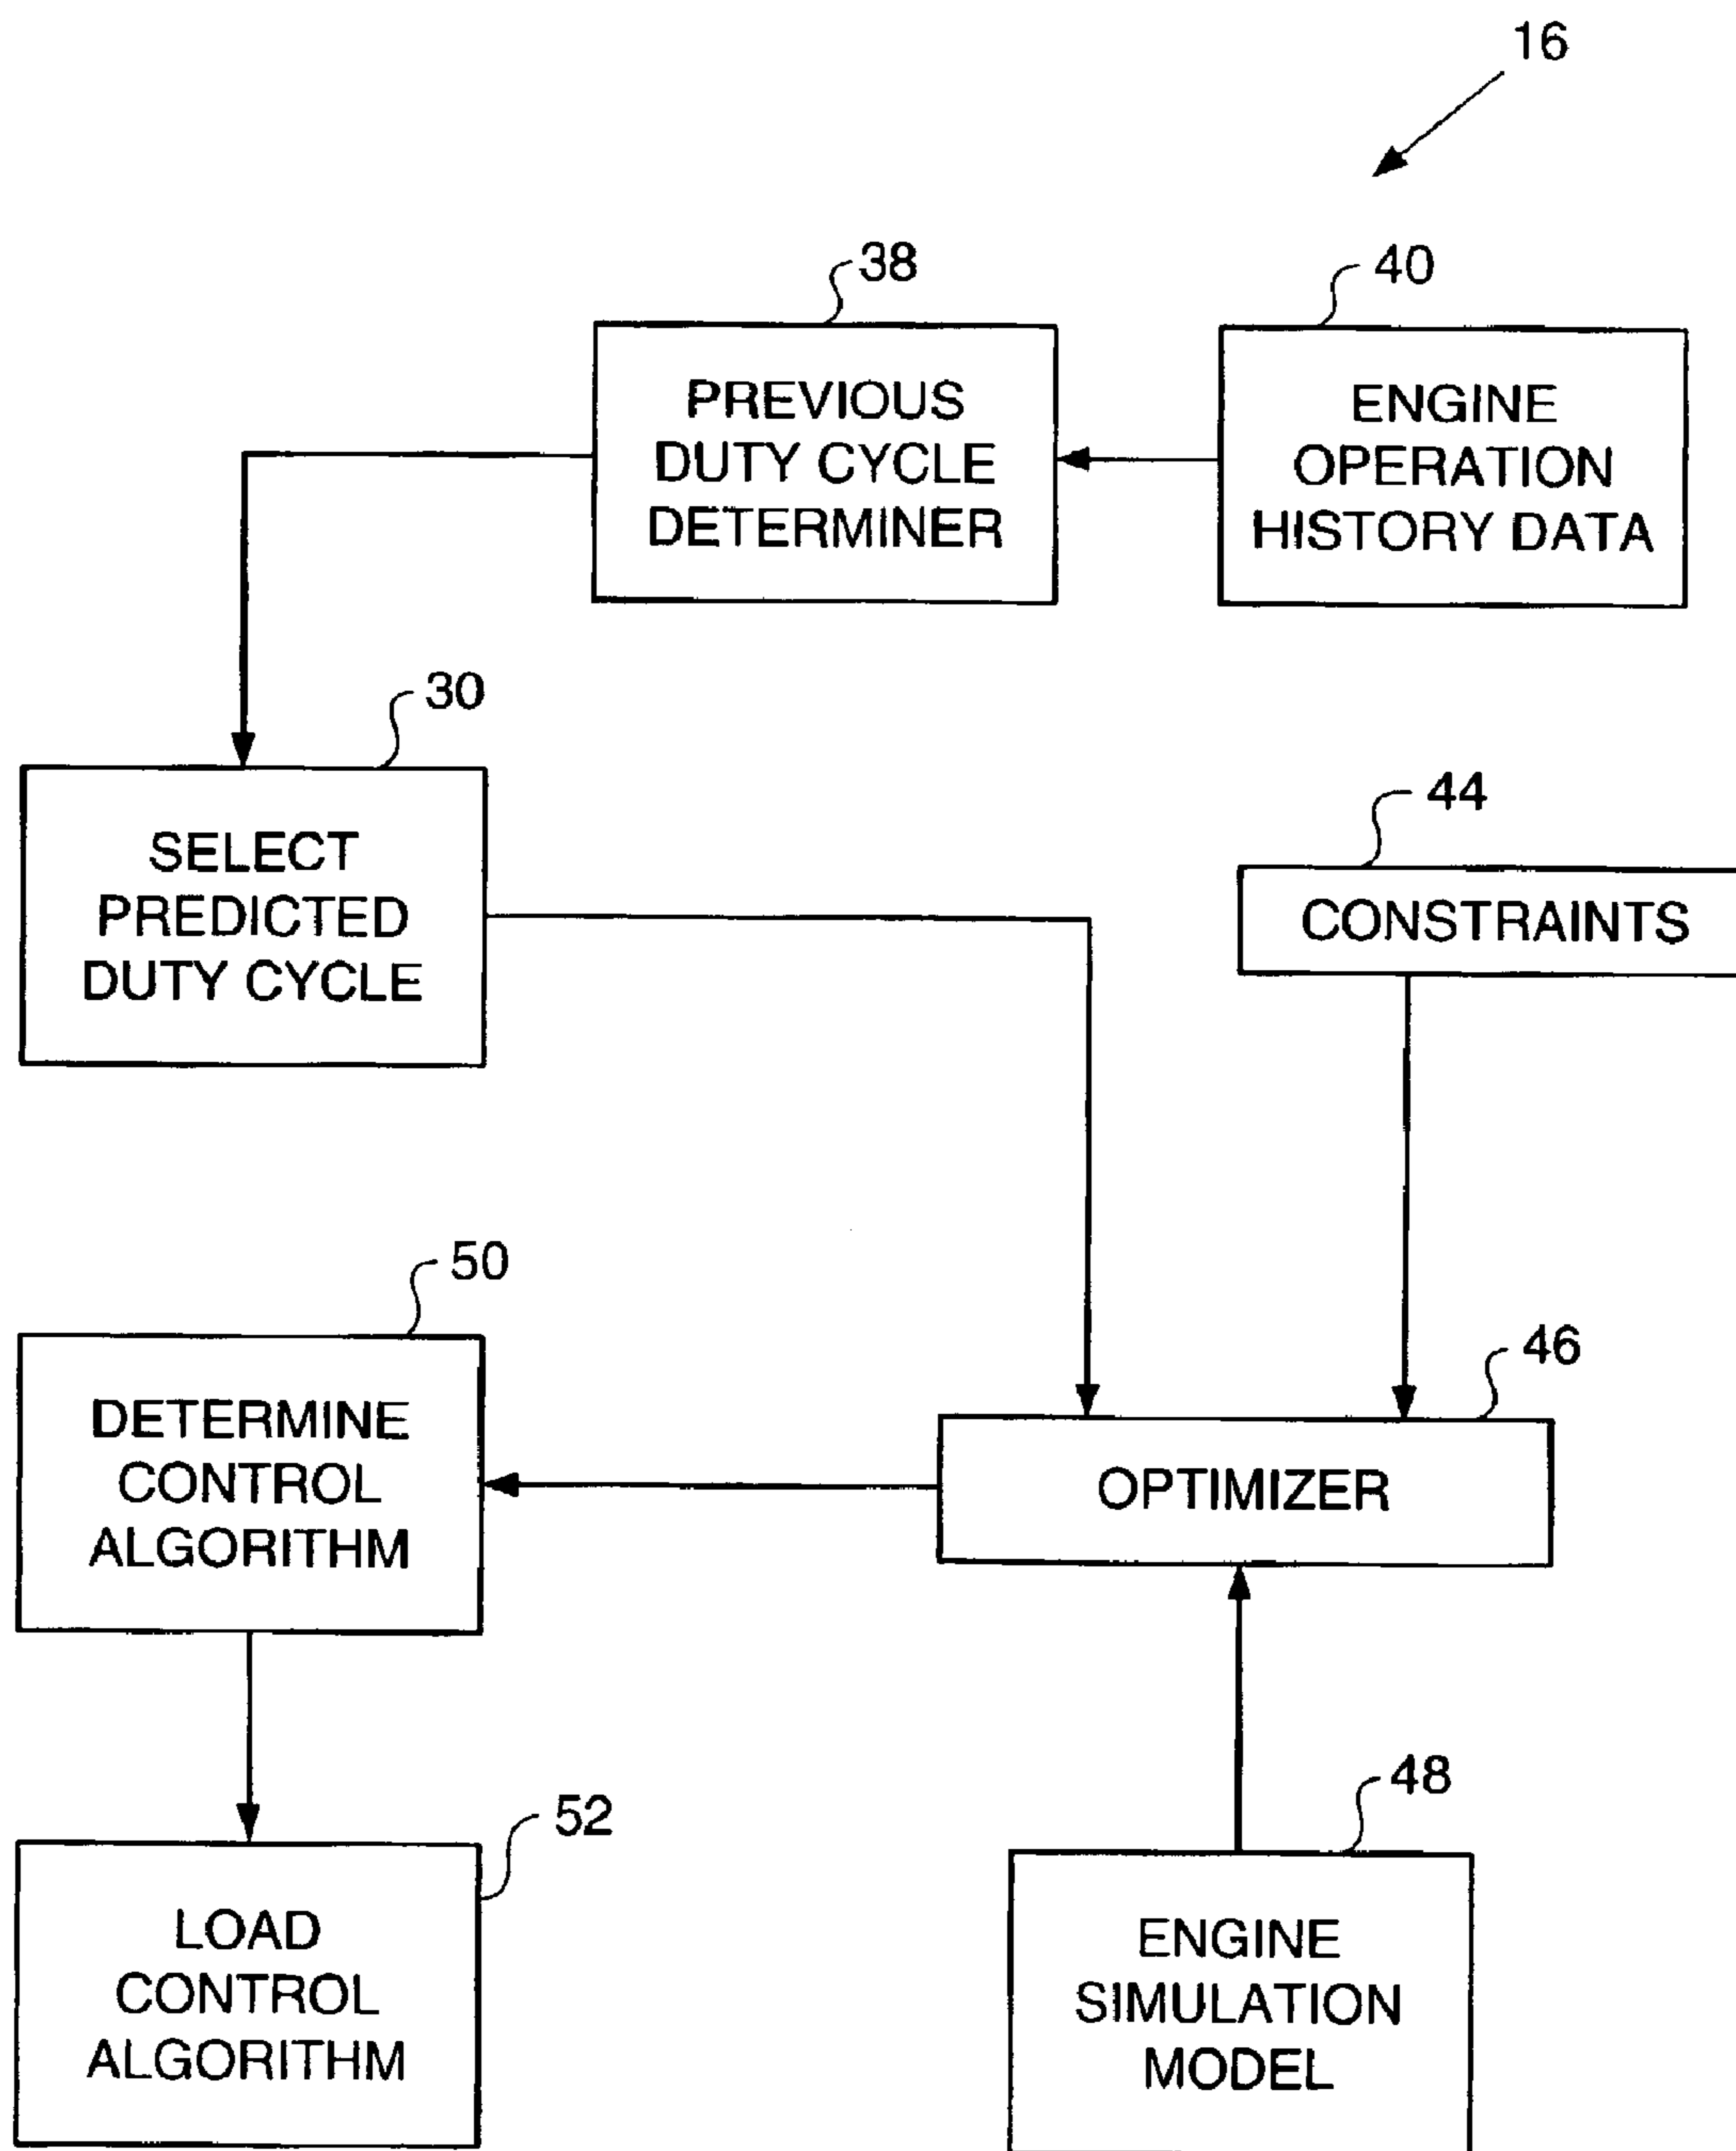 16
38
40
PREVIOUS
DUTY CYCLE
DETERMINER
ENGINE
OPERATION
HISTORY DATA
30
SELECT
PREDICTED
DUTY CYCLE
44
CONSTRAINTS
50
DETERMINE
CONTROL
ALGORITHM
46
OPTIMIZER
52
LOAD
CONTROL
ALGORITHM
48
ENGINE
SIMULATION
MODEL